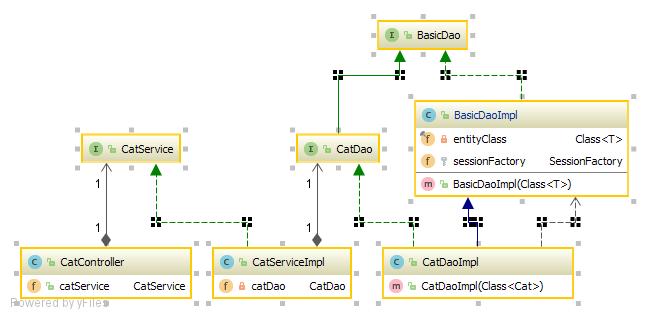 I BasicDao
C BasicDaoImpl
f entityClass Class<T>
f sessionFactory SessionFactory
m BasicDaoImpl(Class<T>)
I CatService
I CatDao
1
1
1
1
C CatController
f catService CatService
C CatServiceImpl
f catDao CatDao
C CatDaoImpl
m CatDaoImpl(Class<Cat>)
Powered by yFiles